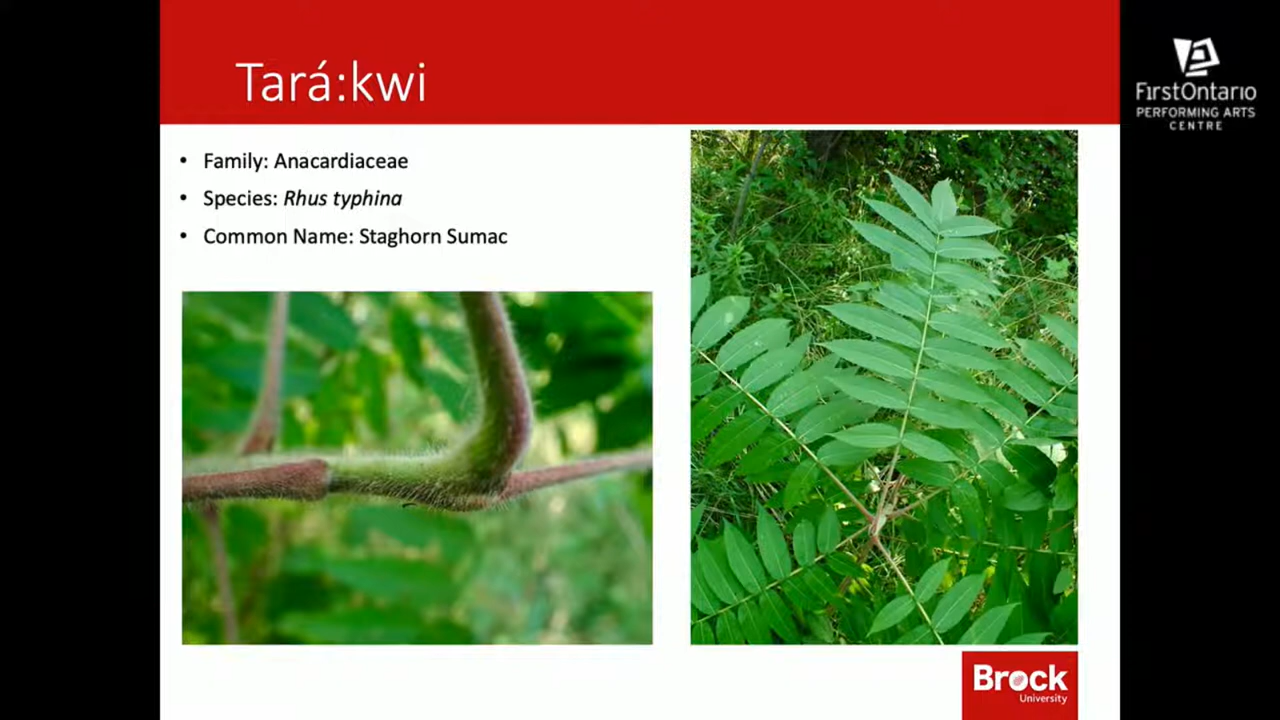 Tará:kwi
FirstOntario
PERFORMING ARTS
CENTRE
• Family: Anacardiaceae
• Species: Rhus typhina
• Common Name: Staghorn Sumac
Brock
University